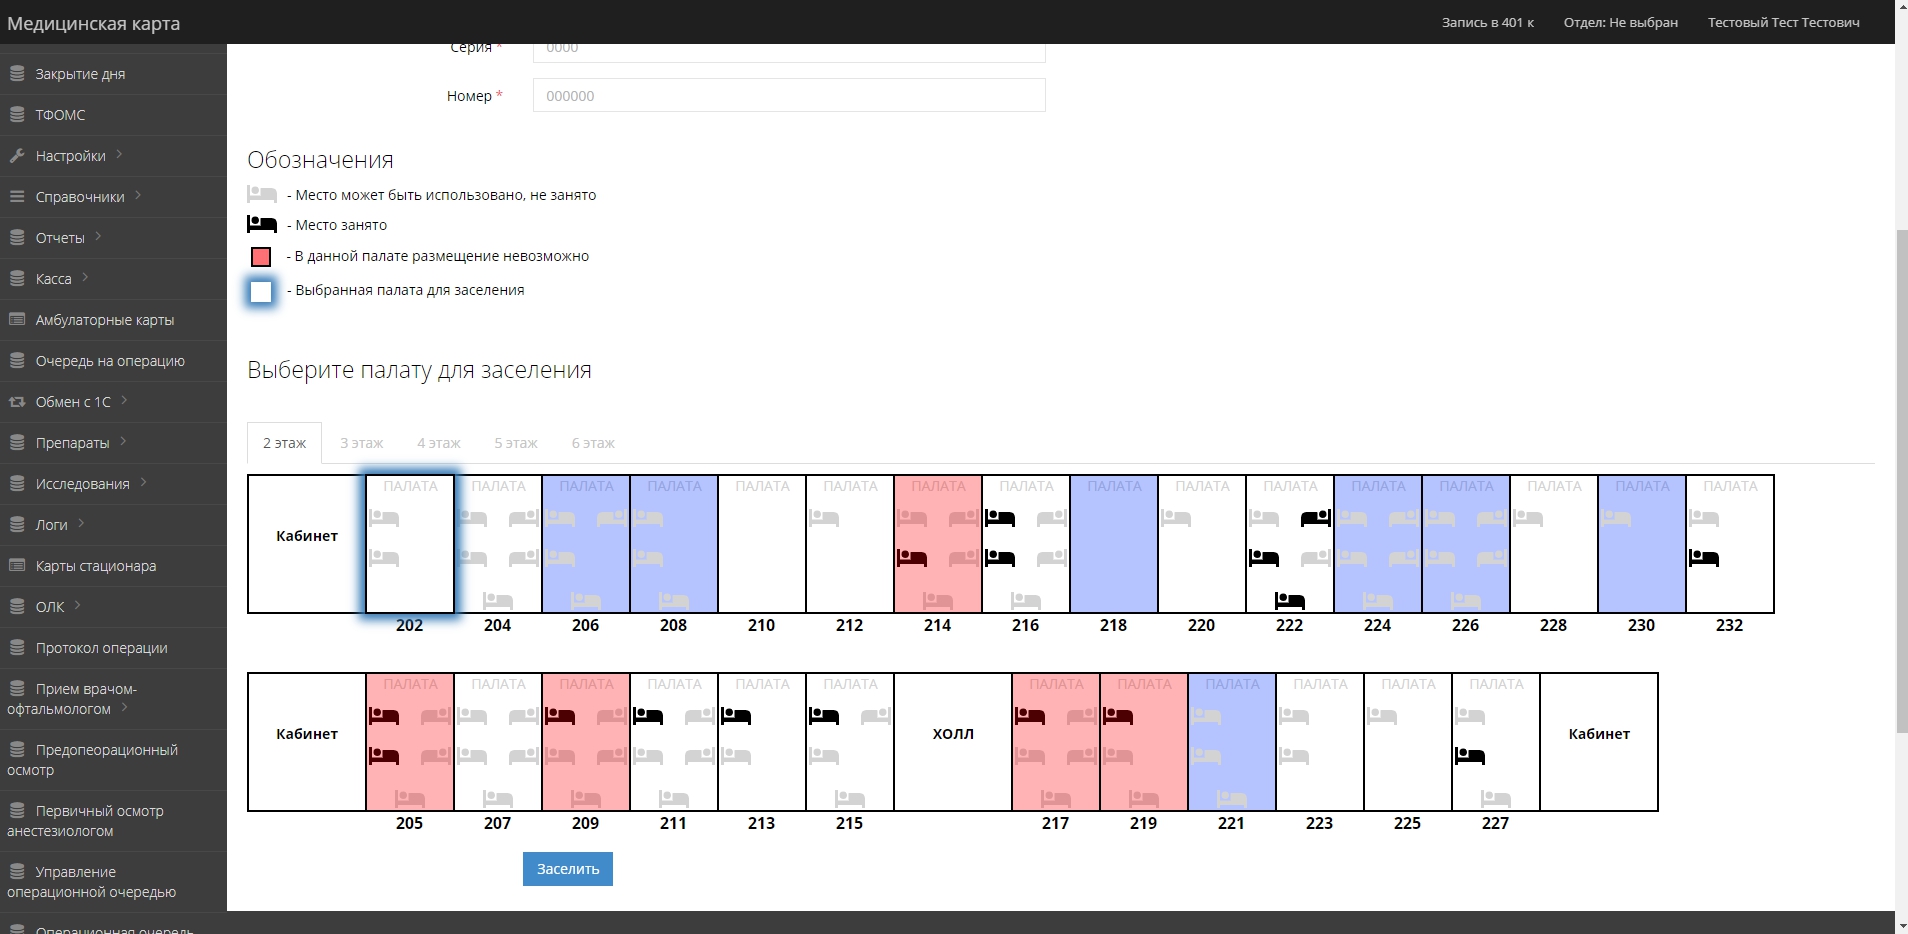 Медицинская карта
Запись в 401 к
Отдел: Не выбран
Тестовый Тест Тестович
Закрытие дня
ТФОМС
Настройки
Справочники
Отчеты
Касса
Амбулаторные карты
Очередь на операцию
Обмен с 1С
Препараты
Исследования
Логи
Карты стационара
ОЛК
Протокол операции
Прием врачом-
офтальмологом
Предопеорационный
осмотр
Первичный осмотр
анестезиологом
Управление
операционной очередью
Операционная очередь
Серия *
0000
Номер *
000000
Обозначения
- Место может быть использовано, не занято
- Место занято
- В данной палате размещение невозможно
- Выбранная палата для заселения
Выберите палату для заселения
2 этаж 3 этаж 4 этаж 5 этаж 6 этаж
ПАЛАТА ПАЛАТА ПАЛАТА ПАЛАТА ПАЛАТА ПАЛАТА ПАЛАТА ПАЛАТА ПАЛАТА ПАЛАТА ПАЛАТА ПАЛАТА ПАЛАТА ПАЛАТА ПАЛАТА ПАЛАТА
Кабинет
202 204 206 208 210 212 214 216 218 220 222 224 226 228 230 232
ПАЛАТА ПАЛАТА ПАЛАТА ПАЛАТА ПАЛАТА ПАЛАТА ПАЛАТА ПАЛАТА ПАЛАТА ПАЛАТА ПАЛАТА ПАЛАТА
Кабинет ХОЛЛ Кабинет
205 207 209 211 213 215 217 219 221 223 225 227
Заселить